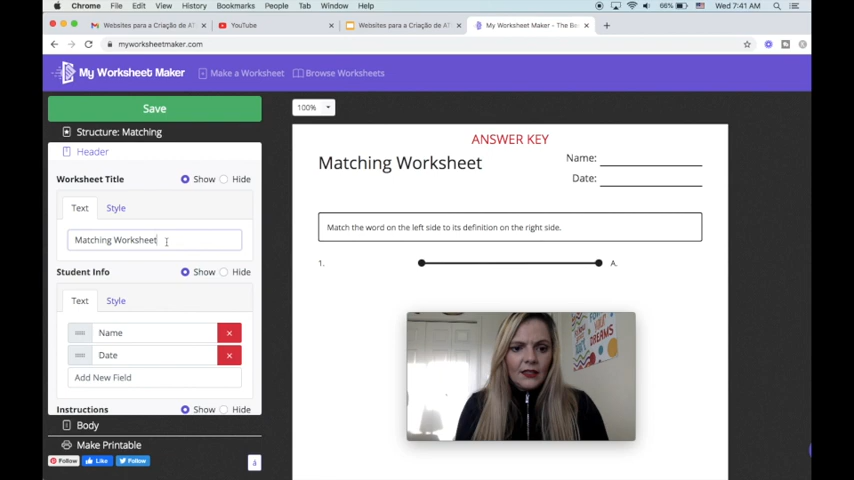 Chrome File Edit View History Bookmarks People Tab Window Help 66% Wed 7:41 AM
Websites para a Criação de AT × YouTube × Websites para a Criação de AT × My Worksheet Maker - The Be ×
myworksheetmaker.com
My Worksheet Maker Make a Worksheet Browse Worksheets
Save
100%
Structure: Matching
Header
Worksheet Title Show Hide
Text Style
Matching Worksheet
Student Info Show Hide
Text Style
Name
Date
Add New Field
Instructions Show Hide
Body
Make Printable
Follow Like Follow
à
ANSWER KEY
Matching Worksheet
Name:
Date:
Match the word on the left side to its definition on the right side.
1. A.
YOUR
DREAMS